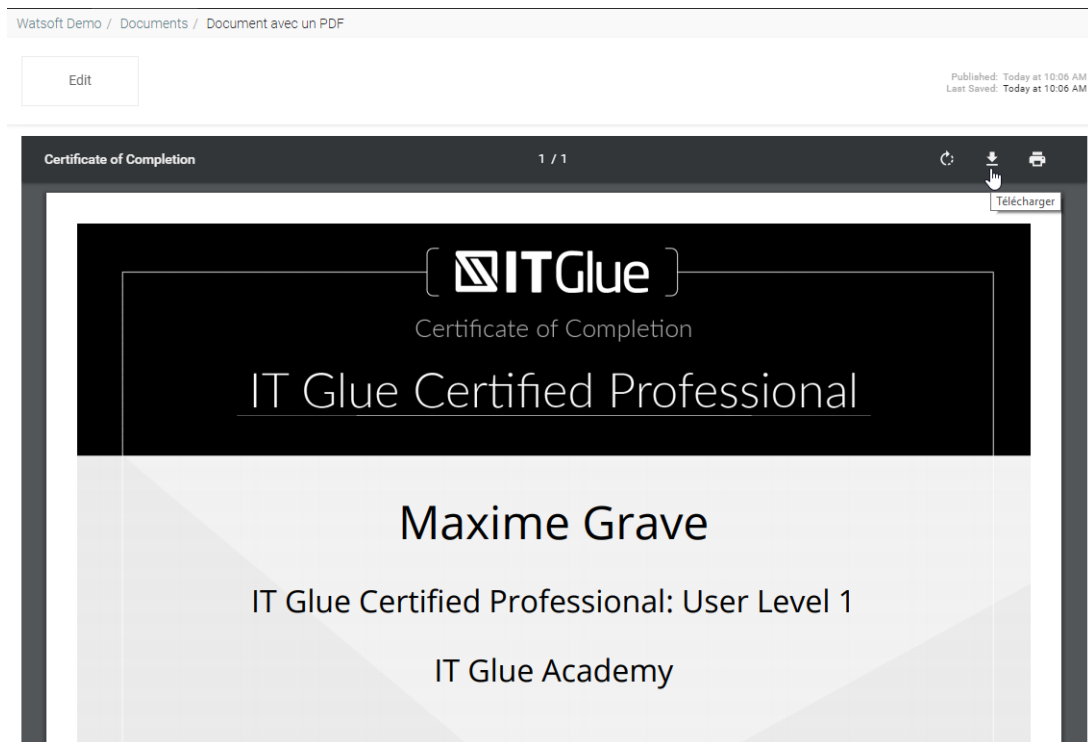 Watsoft Demo / Documents / Document avec un PDF
Edit
Published: Today at 10:06 AM
Last Saved: Today at 10:06 AM
Certificate of Completion
1 / 1
Télécharger
ITGlue
Certificate of Completion
IT Glue Certified Professional
Maxime Grave
IT Glue Certified Professional: User Level 1
IT Glue Academy